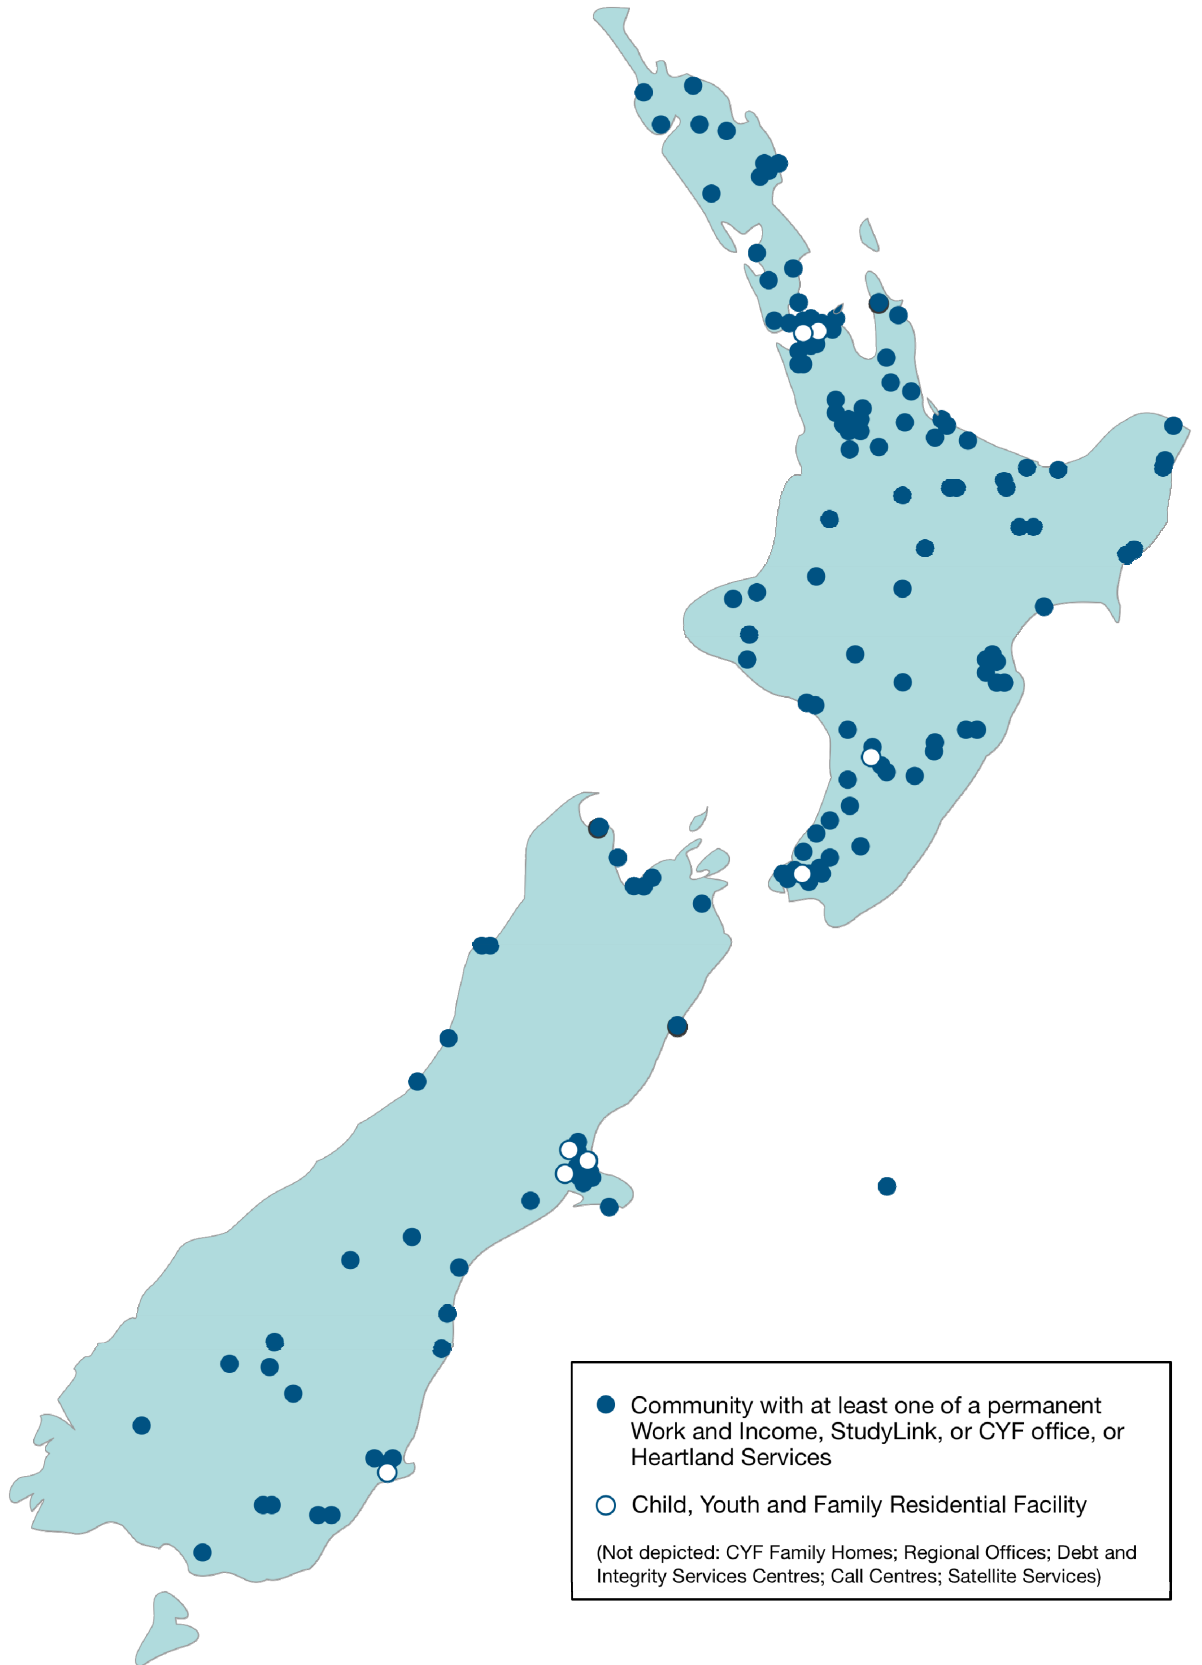 Community with at least one of a permanent
Work and Income, StudyLink, or CYF office, or
Heartland Services
Child, Youth and Family Residential Facility
(Not depicted: CYF Family Homes; Regional Offices; Debt and
Integrity Services Centres; Call Centres; Satellite Services)